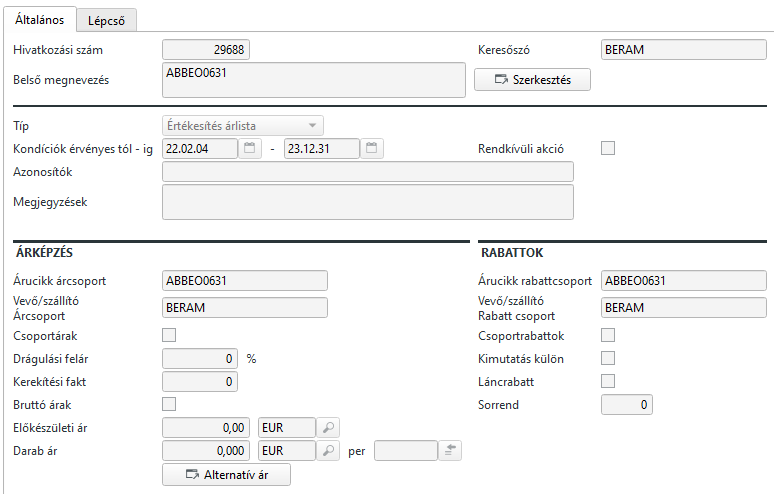 Általános Lépcső
Hivatkozási szám 29688 Keresőszó BERAM
Belső megnevezés ABBEO0631 Szerkesztés
Típ Értékesítés árlista
Kondíciók érvényes tól - ig 22.02.04 - 23.12.31 Rendkívüli akció
Azonosítók
Megjegyzések
ÁRKÉPZÉS RABATTOK
Árucikk árcsoport ABBEO0631 Árucikk rabattcsoport ABBEO0631
Vevő/szállító Árcsoport BERAM Vevő/szállító Rabatt csoport BERAM
Csoportárak Csoportrabattok
Drágulási felár 0 % Kimutatás külön
Kerekítési fakt 0 Láncrabatt
Bruttó árak Sorrend 0
Előkészületi ár 0,00 EUR
Darab ár 0,000 EUR per
Alternatív ár